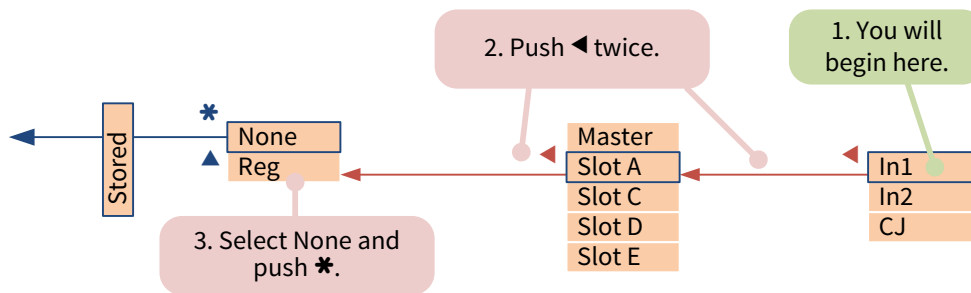 1. You will
begin here.
2. Push ◄ twice.
Stored
*
None
▲
Reg
3. Select None and
push *.
Master
Slot A
Slot C
Slot D
Slot E
In1
In2
CJ